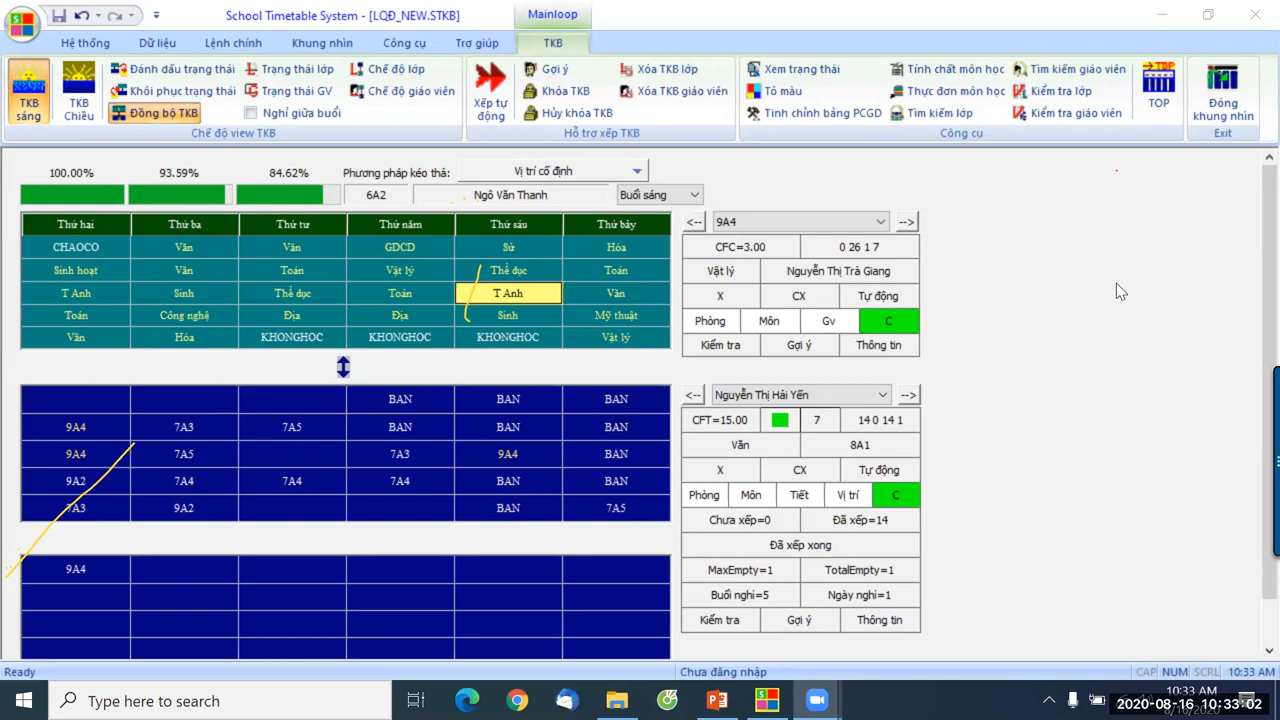 School Timetable System - [LQĐ_NEW.STKB]
Mainloop
Hệ thống Dữ liệu Lệnh chính Khung nhìn Công cụ Trợ giúp TKB
TKB sáng
TKB Chiều
Đánh dấu trạng thái Trạng thái lớp Chế độ lớp
Khôi phục trạng thái Trạng thái GV Chế độ giáo viên
Đồng bộ TKB Nghỉ giữa buổi
Chế độ view TKB
Xếp tự động
Gợi ý Xóa TKB lớp
Khóa TKB Xóa TKB giáo viên
Hủy khóa TKB
Hỗ trợ xếp TKB
Xem trạng thái Tính chất môn học Tìm kiếm giáo viên
Tô màu Thực đơn môn học Kiểm tra lớp
Tinh chỉnh bảng PCGD Tìm kiếm lớp Kiểm tra giáo viên
Công cụ
TOP
Đóng khung nhìn
Exit
100.00% 93.59% 84.62% Phương pháp kéo thả: Vị trí cố định
6A2 Ngô Văn Thanh Buổi sáng
Thứ hai Thứ ba Thứ tư Thứ năm Thứ sáu Thứ bảy
CHAOCO Văn Văn GDCD Sử Hóa
Sinh hoạt Văn Toán Vật lý Thể dục Toán
T Anh Sinh Thể dục Toán T Anh Văn
Toán Công nghệ Địa Địa Sinh Mỹ thuật
Văn Hóa KHONGHOC KHONGHOC KHONGHOC Vật lý
<-- 9A4 -->
CFC=3.00 0 26 1 7
Vật lý Nguyễn Thị Trà Giang
X CX Tự động
Phòng Môn Gv C
Kiểm tra Gợi ý Thông tin
BAN BAN BAN
9A4 7A3 7A5 BAN BAN BAN
9A4 7A5 7A3 9A4 BAN
9A2 7A4 7A4 7A4 BAN BAN
7A3 9A2 BAN 7A5
9A4
<-- Nguyễn Thị Hải Yến -->
CFT=15.00 7 14 0 14 1
Văn 8A1
X CX Tự động
Phòng Môn Tiết Vị trí C
Chưa xếp=0 Đã xếp=14
Đã xếp xong
MaxEmpty=1 TotalEmpty=1
Buổi nghỉ=5 Ngày nghỉ=1
Kiểm tra Gợi ý Thông tin
Ready Chưa đăng nhập CAP NUM SCRL 10:33 AM
Type here to search
10:33 AM
2020-08-16 10:33:02